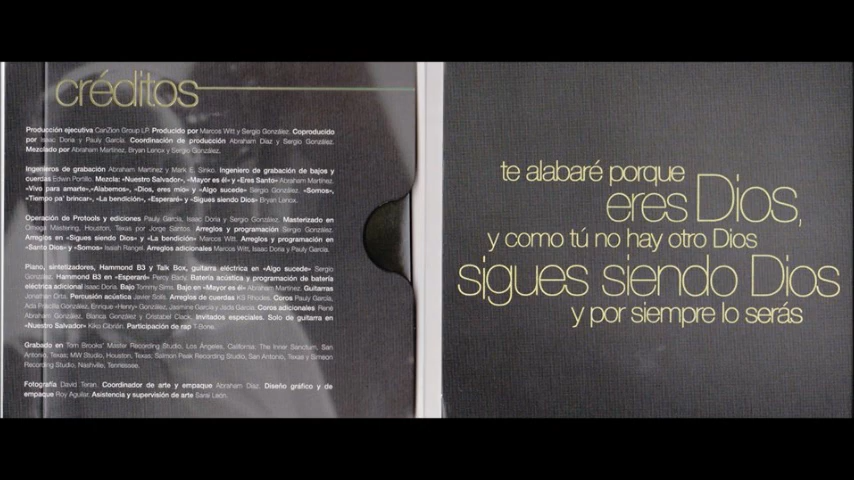 créditos
Producción ejecutiva CanZion Group LP. Producido por Marcos Witt y Sergio González. Coproducido
por Isaac Doria y Pauly García. Coordinación de producción Abraham Díaz y Sergio González.
Mezclado por Abraham Martínez, Bryan Lenox y Sergio González.
Ingenieros de grabación Abraham Martínez y Mark E. Sirko. Ingeniero de grabación de bajos y
cuerdas Edwin Portillo. Mezcla: «Nuestro Salvador», «Mayor es él» y «Eres Santo» Abraham Martínez.
«Vivo para amarte».«Alabemos», «Dios, eres mío» y «Algo sucede» Sergio González. «Somos»,
«Tiempo pa' brincar», «La bendición», «Esperaré» y «Sigues siendo Dios» Bryan Lenox.
Operación de Protools y ediciones Pauly García, Isaac Doria y Sergio González. Masterizado en
Omega Mastering, Houston, Texas por Jorge Santos. Arreglos y programación Sergio González.
Arreglos en «Sigues siendo Dios» y «La bendición» Marcos Witt. Arreglos y programación en
«Santo Dios» y «Somos» Isaiah Rangel. Arreglos adicionales Marcos Witt, Isaac Doria y Pauly García.
Piano, sintetizadores, Hammond B3 y Talk Box, guitarra eléctrica en «Algo sucede» Sergio
González. Hammond B3 en «Esperaré» Percy Bady. Batería acústica y programación de batería
eléctrica adicional Isaac Doria. Bajo Tommy Sims. Bajo en «Mayor es él» Abraham Martínez. Guitarras
Jonathan Orta. Percusión acústica Javier Solís. Arreglos de cuerdas KS Rhodes. Coros Pauly García,
Ada Priscilla González, Enrique «Henry» González, Jasmine García y Jada García. Coros adicionales René
Abraham González, Blanca González y Cristabel Clack. Invitados especiales. Solo de guitarra en
«Nuestro Salvador» Kiko Cibrián. Participación de rap T-Bone.
Grabado en Tom Brooks' Master Recording Studio, Los Ángeles, California; The Inner Sanctum, San
Antonio, Texas; MW Studio, Houston, Texas; Salmon Peak Recording Studio, San Antonio, Texas y Simeon
Recording Studio, Nashville, Tennessee.
Fotografía David Teran. Coordinador de arte y empaque Abraham Díaz. Diseño gráfico y de
empaque Roy Aguilar. Asistencia y supervisión de arte Sarai León.
te alabaré porque
eres Dios,
y como tú no hay otro Dios
sigues siendo Dios
y por siempre lo serás